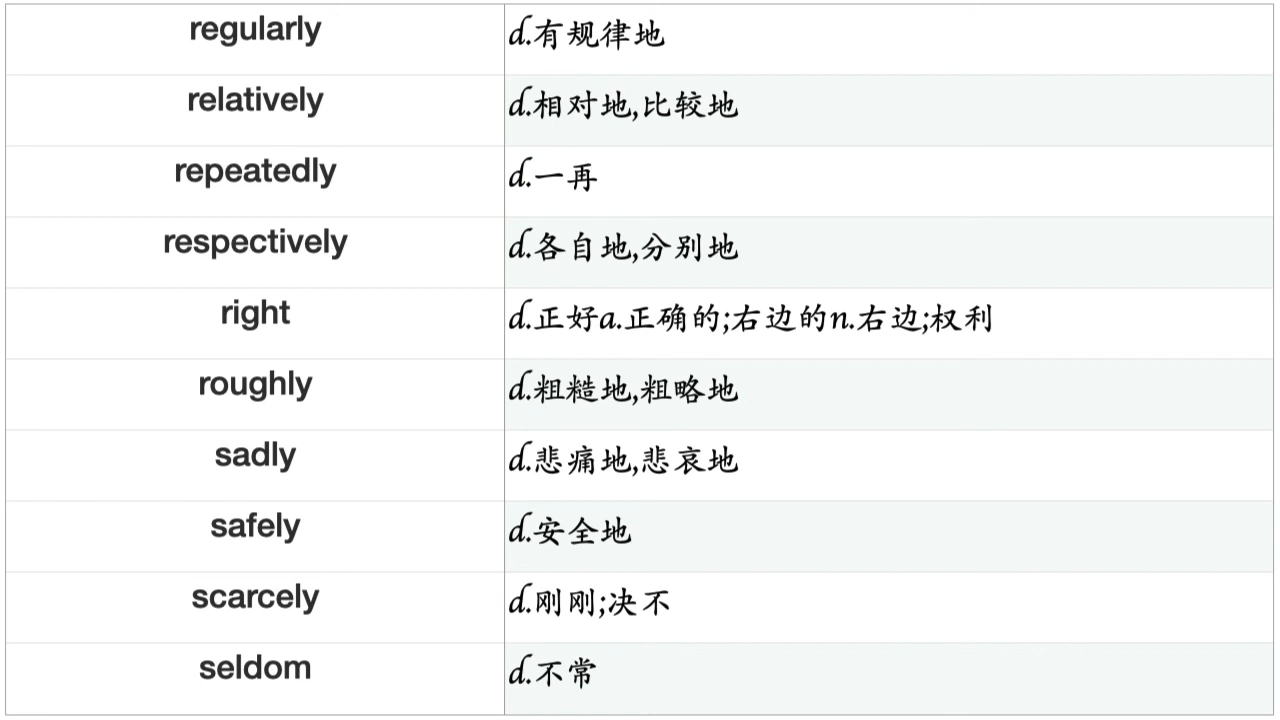 regularly d.有规律地
relatively d.相对地,比较地
repeatedly d.一再
respectively d.各自地,分别地
right d.正好a.正确的;右边的n.右边;权利
roughly d.粗糙地,粗略地
sadly d.悲痛地,悲哀地
safely d.安全地
scarcely d.刚刚;决不
seldom d.不常